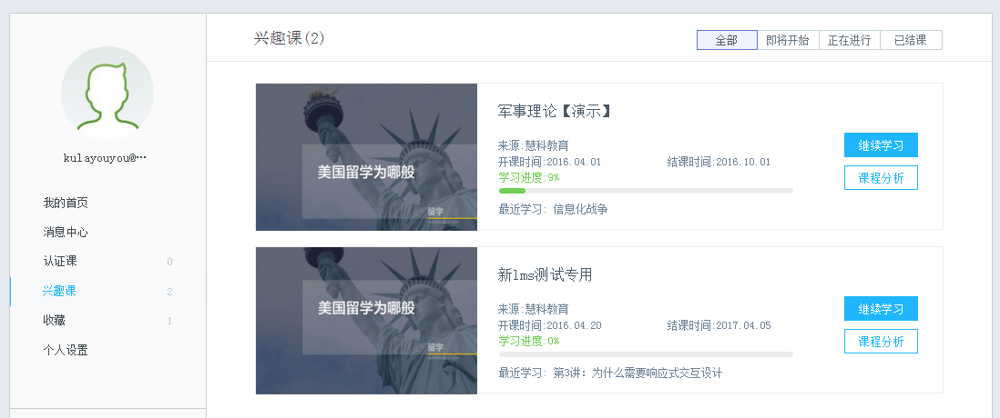 kulayouyou@…
我的首页
消息中心
认证课 0
兴趣课 2
收藏 1
个人设置
兴趣课(2)
全部 即将开始 正在进行 已结课
美国留学为哪般
留学
军事理论【演示】
来源:慧科教育
开课时间:2016.04.01 结课时间:2016.10.01
学习进度:9%
最近学习: 信息化战争
继续学习
课程分析
美国留学为哪般
留学
新lms测试专用
来源:慧科教育
开课时间:2016.04.20 结课时间:2017.04.05
学习进度:0%
最近学习: 第3讲: 为什么需要响应式交互设计
继续学习
课程分析